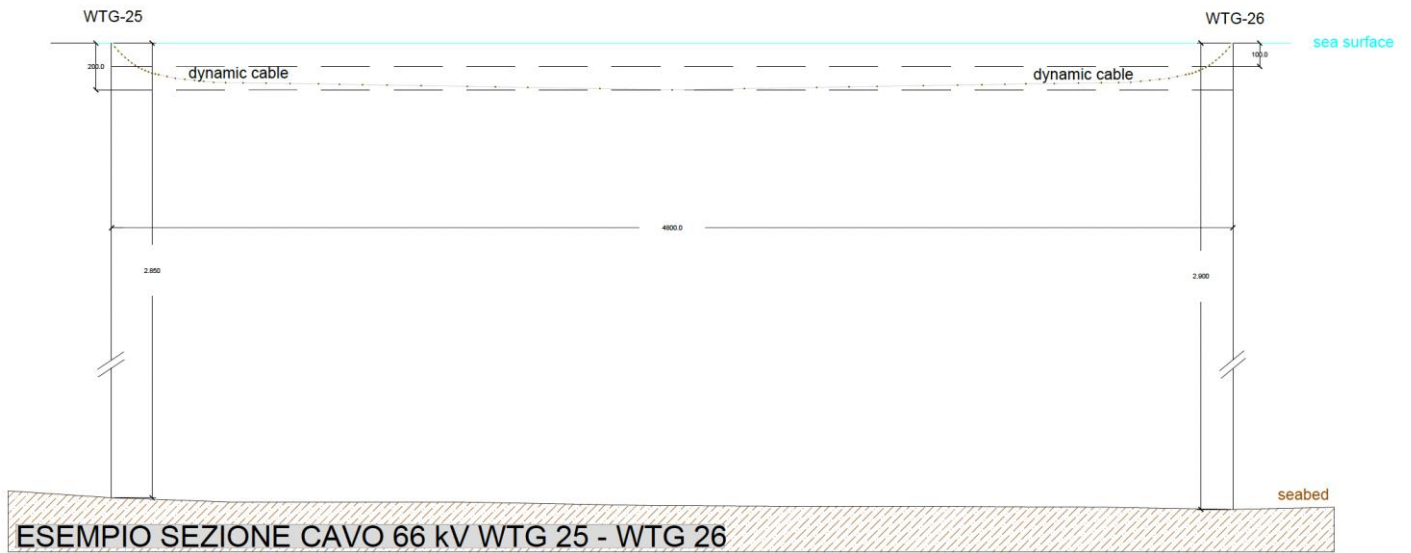 WTG-25
WTG-26
sea surface
200.0
dynamic cable
dynamic cable
100.0
4800.0
2.850
2.900
seabed
ESEMPIO SEZIONE CAVO 66 kV WTG 25 - WTG 26